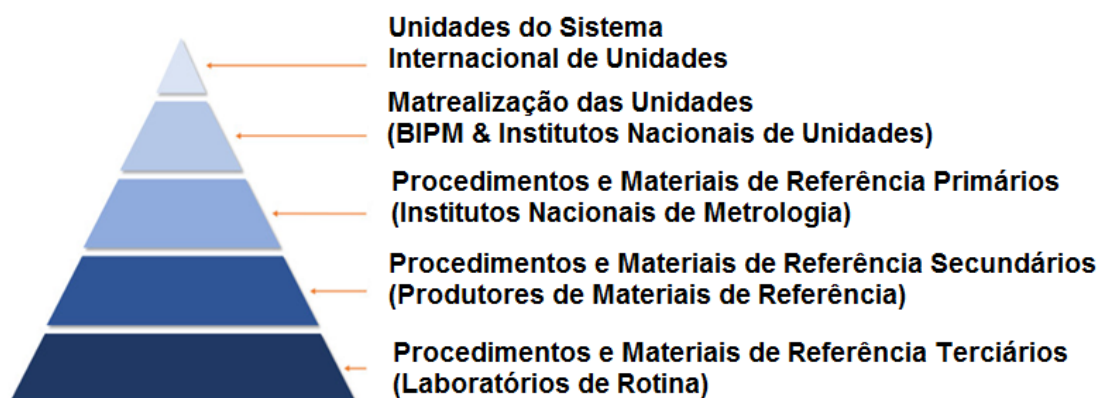 Unidades do Sistema
Internacional de Unidades
Matrealização das Unidades
(BIPM & Institutos Nacionais de Unidades)
Procedimentos e Materiais de Referência Primários
(Institutos Nacionais de Metrologia)
Procedimentos e Materiais de Referência Secundários
(Produtores de Materiais de Referência)
Procedimentos e Materiais de Referência Terciários
(Laboratórios de Rotina)